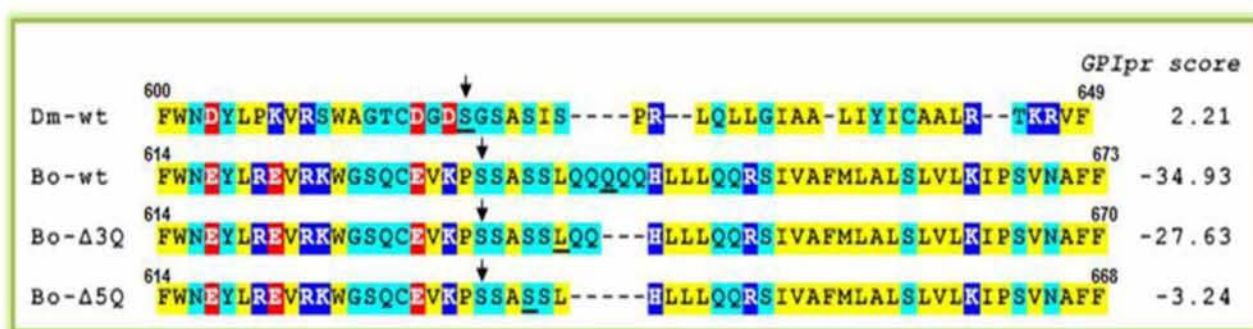 GPIpr score
600 649
Dm-wt FWNDYLPKVRSWAGTCDGDSGSASIS----PR--LQLLGIAA-LIYICAALR--TKRVF 2.21
614 673
Bo-wt FWNEYLREVRKWGSQCEVKPSSASSLQQQQQHLLLQQRSIVAFMLALSLVLKIPSVNAFF -34.93
614 670
Bo-Δ3Q FWNEYLREVRKWGSQCEVKPSSASSLQQ---HLLLQQRSIVAFMLALSLVLKIPSVNAFF -27.63
614 668
Bo-Δ5Q FWNEYLREVRKWGSQCEVKPSSASSL-----HLLLQQRSIVAFMLALSLVLKIPSVNAFF -3.24